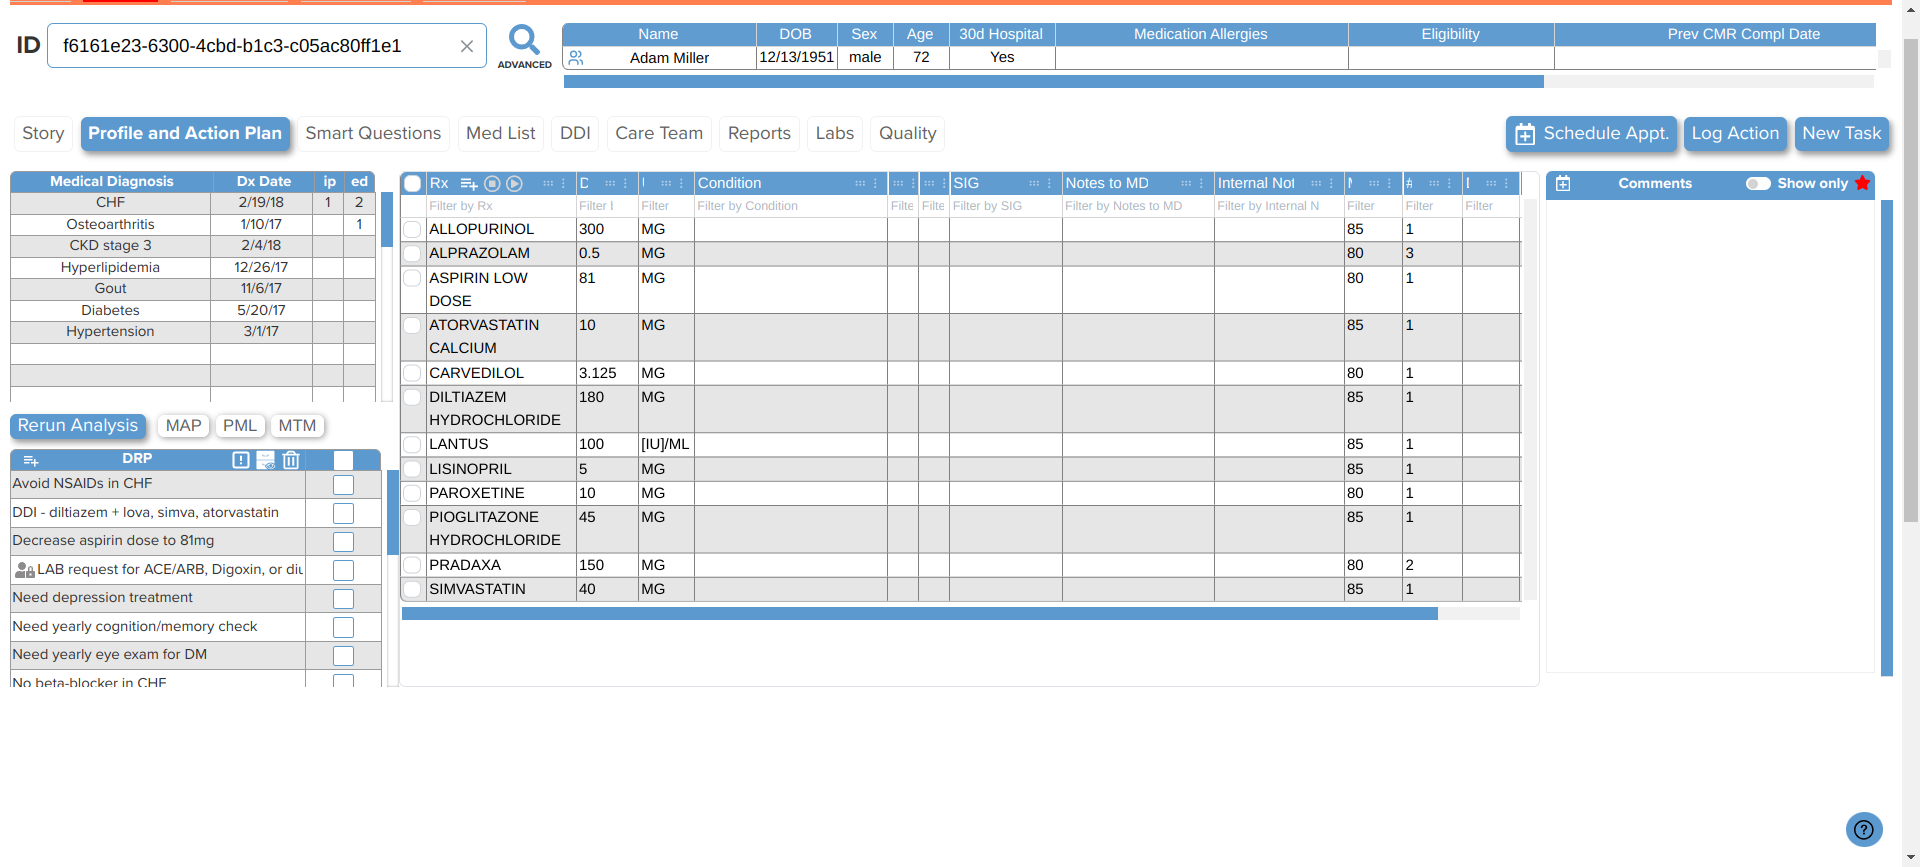 ID f6161e23-6300-4cbd-b1c3-c05ac80ff1e1 ADVANCED
Name DOB Sex Age 30d Hospital Medication Allergies Eligibility Prev CMR Compl Date
Adam Miller 12/13/1951 male 72 Yes
Story Profile and Action Plan Smart Questions Med List DDI Care Team Reports Labs Quality Schedule Appt. Log Action New Task
Medical Diagnosis Dx Date ip ed
CHF 2/19/18 1 2
Osteoarthritis 1/10/17 1
CKD stage 3 2/4/18
Hyperlipidemia 12/26/17
Gout 11/6/17
Diabetes 5/20/17
Hypertension 3/1/17
Rerun Analysis MAP PML MTM
DRP
Avoid NSAIDs in CHF
DDI - diltiazem + lova, simva, atorvastatin
Decrease aspirin dose to 81mg
LAB request for ACE/ARB, Digoxin, or diu
Need depression treatment
Need yearly cognition/memory check
Need yearly eye exam for DM
No beta-blocker in CHF
Rx Condition SIG Notes to MD Internal Not
Filter by Rx Filter Filter Filter by Condition Filte Filte Filter by SIG Filter by Notes to MD Filter by Internal N Filter Filter Filter
ALLOPURINOL 300 MG 85 1
ALPRAZOLAM 0.5 MG 80 3
ASPIRIN LOW 81 MG 80 1
DOSE
ATORVASTATIN 10 MG 85 1
CALCIUM
CARVEDILOL 3.125 MG 80 1
DILTIAZEM 180 MG 85 1
HYDROCHLORIDE
LANTUS 100 [IU]/ML 85 1
LISINOPRIL 5 MG 85 1
PAROXETINE 10 MG 80 1
PIOGLITAZONE 45 MG 85 1
HYDROCHLORIDE
PRADAXA 150 MG 80 2
SIMVASTATIN 40 MG 85 1
Comments Show only